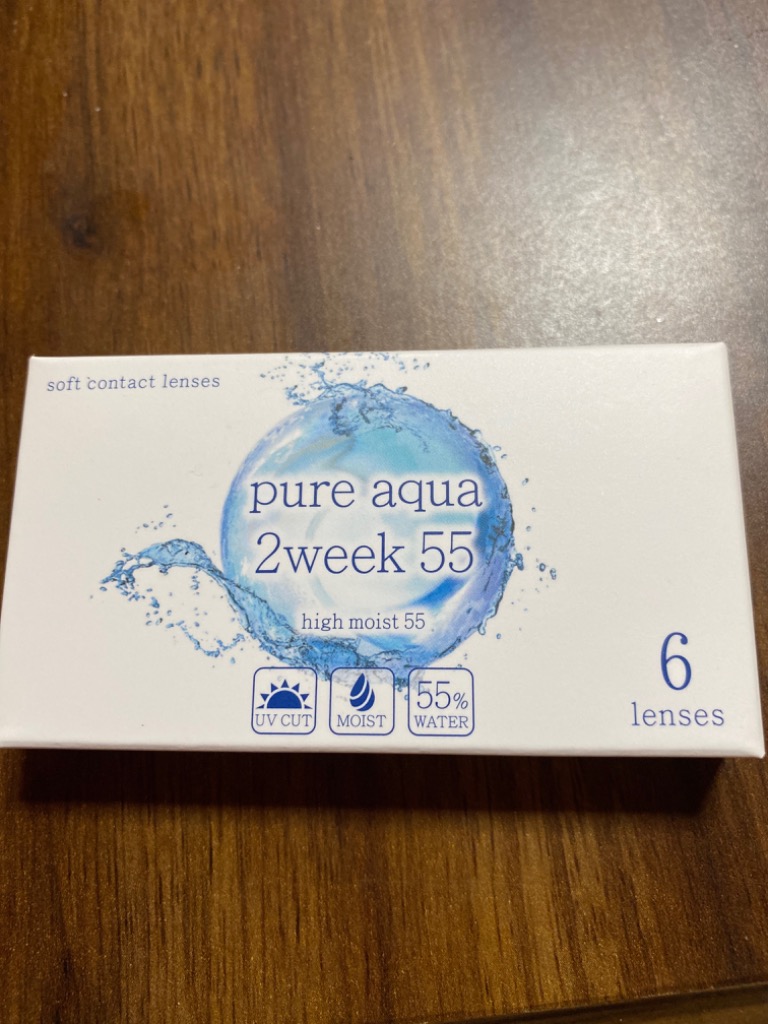 soft contact lenses
pure aqua
2week 55
high moist 55
UV CUT
MOIST
55%
WATER
6
lenses